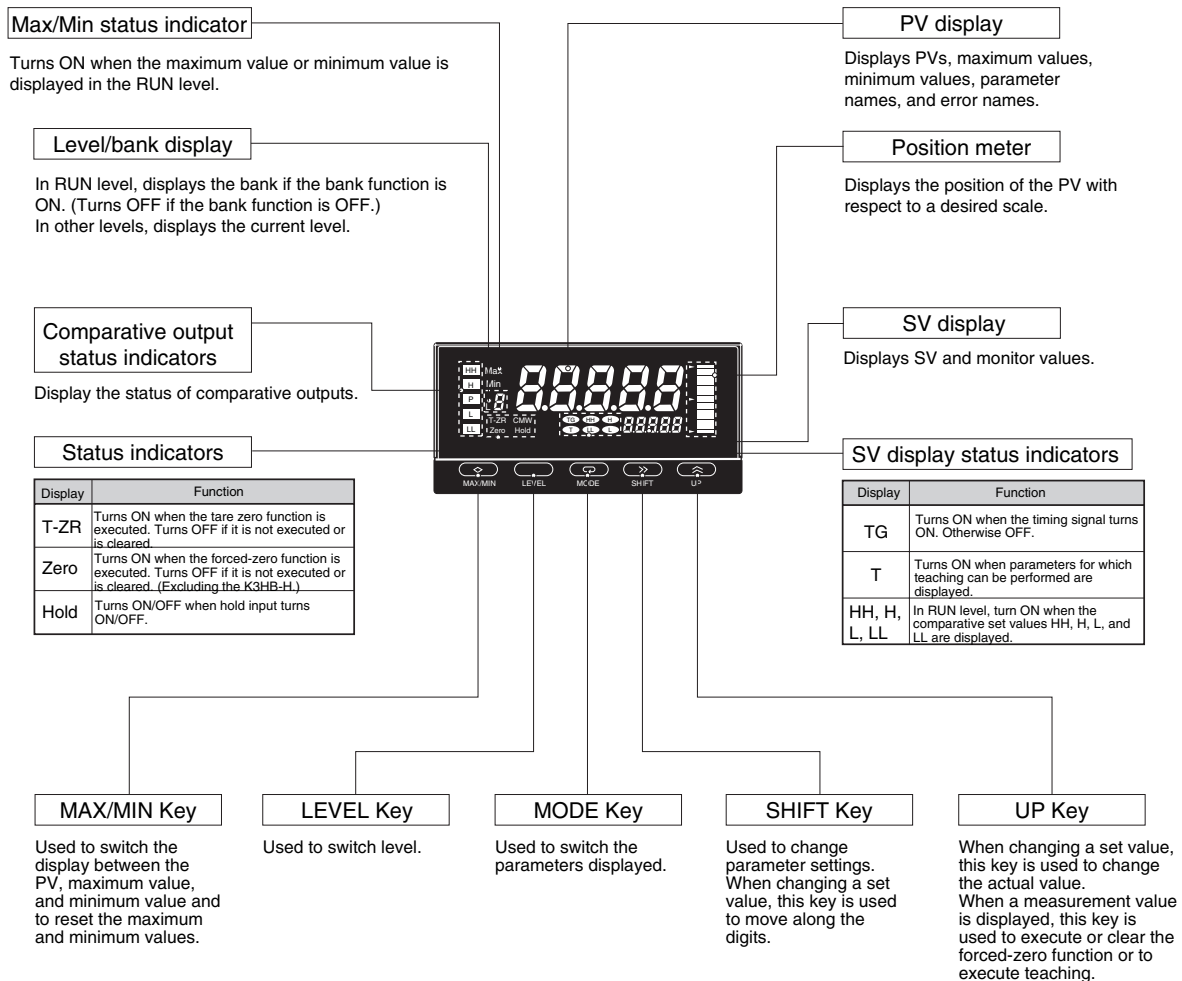 Max/Min status indicator
Turns ON when the maximum value or minimum value is
displayed in the RUN level.
Level/bank display
In RUN level, displays the bank if the bank function is
ON. (Turns OFF if the bank function is OFF.)
In other levels, displays the current level.
Comparative output
status indicators
Display the status of comparative outputs.
Status indicators
Display Function
T-ZR Turns ON when the tare zero function is
executed. Turns OFF if it is not executed or
is cleared.
Zero Turns ON when the forced-zero function is
executed. Turns OFF if it is not executed or
is cleared. (Excluding the K3HB-H.)
Hold Turns ON/OFF when hold input turns
ON/OFF.
PV display
Displays PVs, maximum values,
minimum values, parameter
names, and error names.
Position meter
Displays the position of the PV with
respect to a desired scale.
SV display
Displays SV and monitor values.
SV display status indicators
Display Function
TG Turns ON when the timing signal turns
ON. Otherwise OFF.
T Turns ON when parameters for which
teaching can be performed are
displayed.
HH, H,
L, LL
In RUN level, turn ON when the
comparative set values HH, H, L, and
LL are displayed.
HH Max
H Min
P
L
LL
8
88888
T-ZR CMW
Zero Hold
TG HH H
T LL L
88888
MAX/MIN LEVEL MODE SHIFT UP
MAX/MIN Key
Used to switch the
display between the
PV, maximum value,
and minimum value and
to reset the maximum
and minimum values.
LEVEL Key
Used to switch level.
MODE Key
Used to switch the
parameters displayed.
SHIFT Key
Used to change
parameter settings.
When changing a set
value, this key is used
to move along the
digits.
UP Key
When changing a set value,
this key is used to change
the actual value.
When a measurement value
is displayed, this key is
used to execute or clear the
forced-zero function or to
execute teaching.